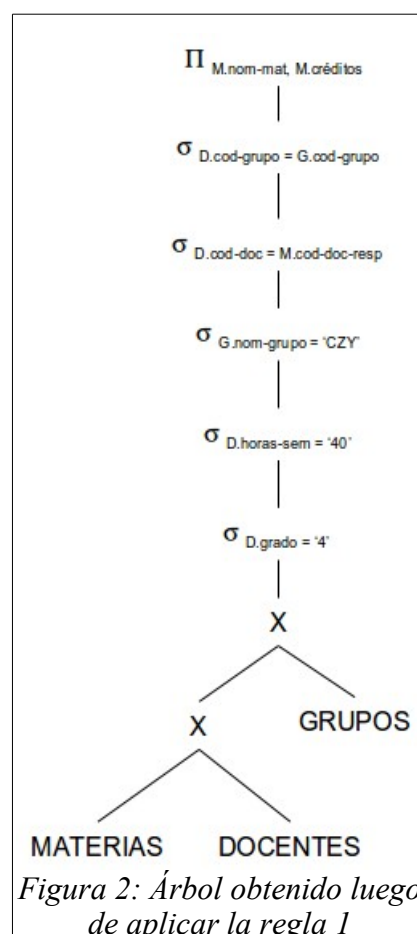 Π M.nom-mat, M.créditos
σ D.cod-grupo = G.cod-grupo
σ D.cod-doc = M.cod-doc-resp
σ G.nom-grupo = 'CZY'
σ D.horas-sem = '40'
σ D.grado = '4'
X
X GRUPOS
MATERIAS DOCENTES
Figura 2: Árbol obtenido luego
de aplicar la regla 1